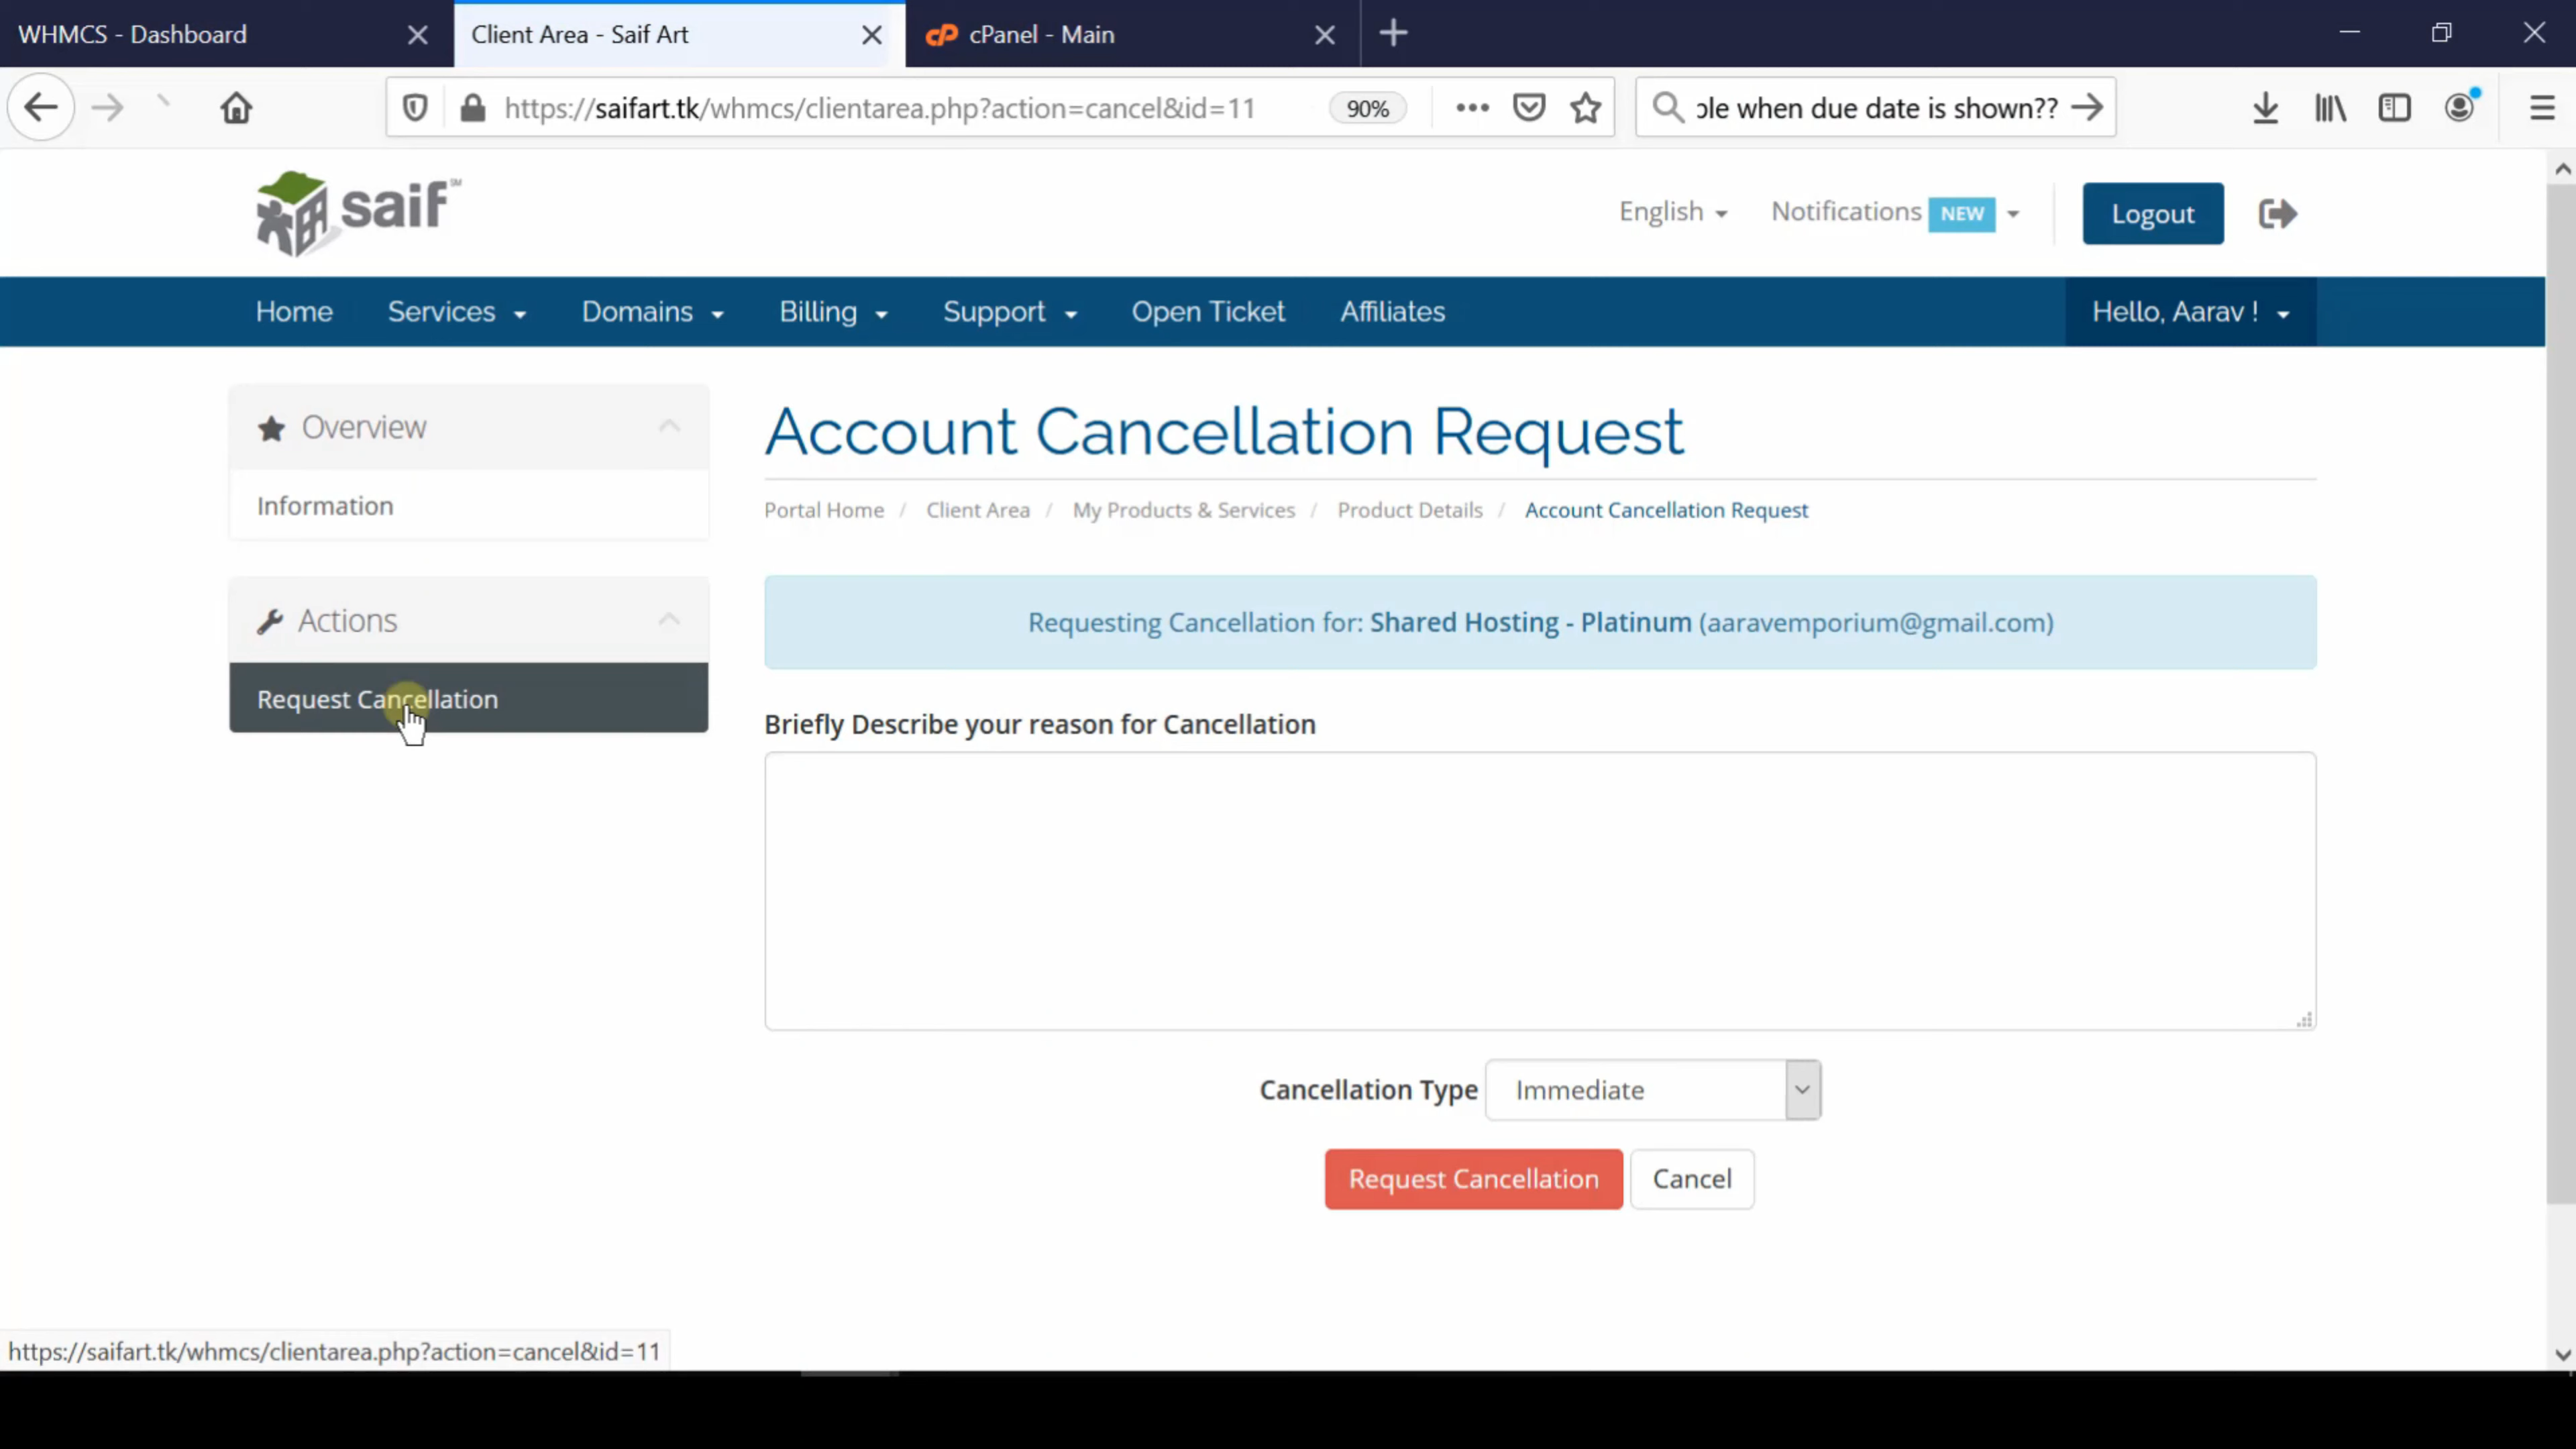 WHMCS - Dashboard
Client Area - Saif Art
cP cPanel - Main
https://saifart.tk/whmcs/clientarea.php?action=cancel&id=11
90%
ple when due date is shown??
saif SM
English
Notifications NEW
Logout
Home
Services
Domains
Billing
Support
Open Ticket
Affiliates
Hello, Aarav !
Overview
Information
Actions
Request Cancellation
Account Cancellation Request
Portal Home / Client Area / My Products & Services / Product Details / Account Cancellation Request
Requesting Cancellation for: Shared Hosting - Platinum (aaravemporium@gmail.com)
Briefly Describe your reason for Cancellation
Cancellation Type
Immediate
Request Cancellation
Cancel
https://saifart.tk/whmcs/clientarea.php?action=cancel&id=11